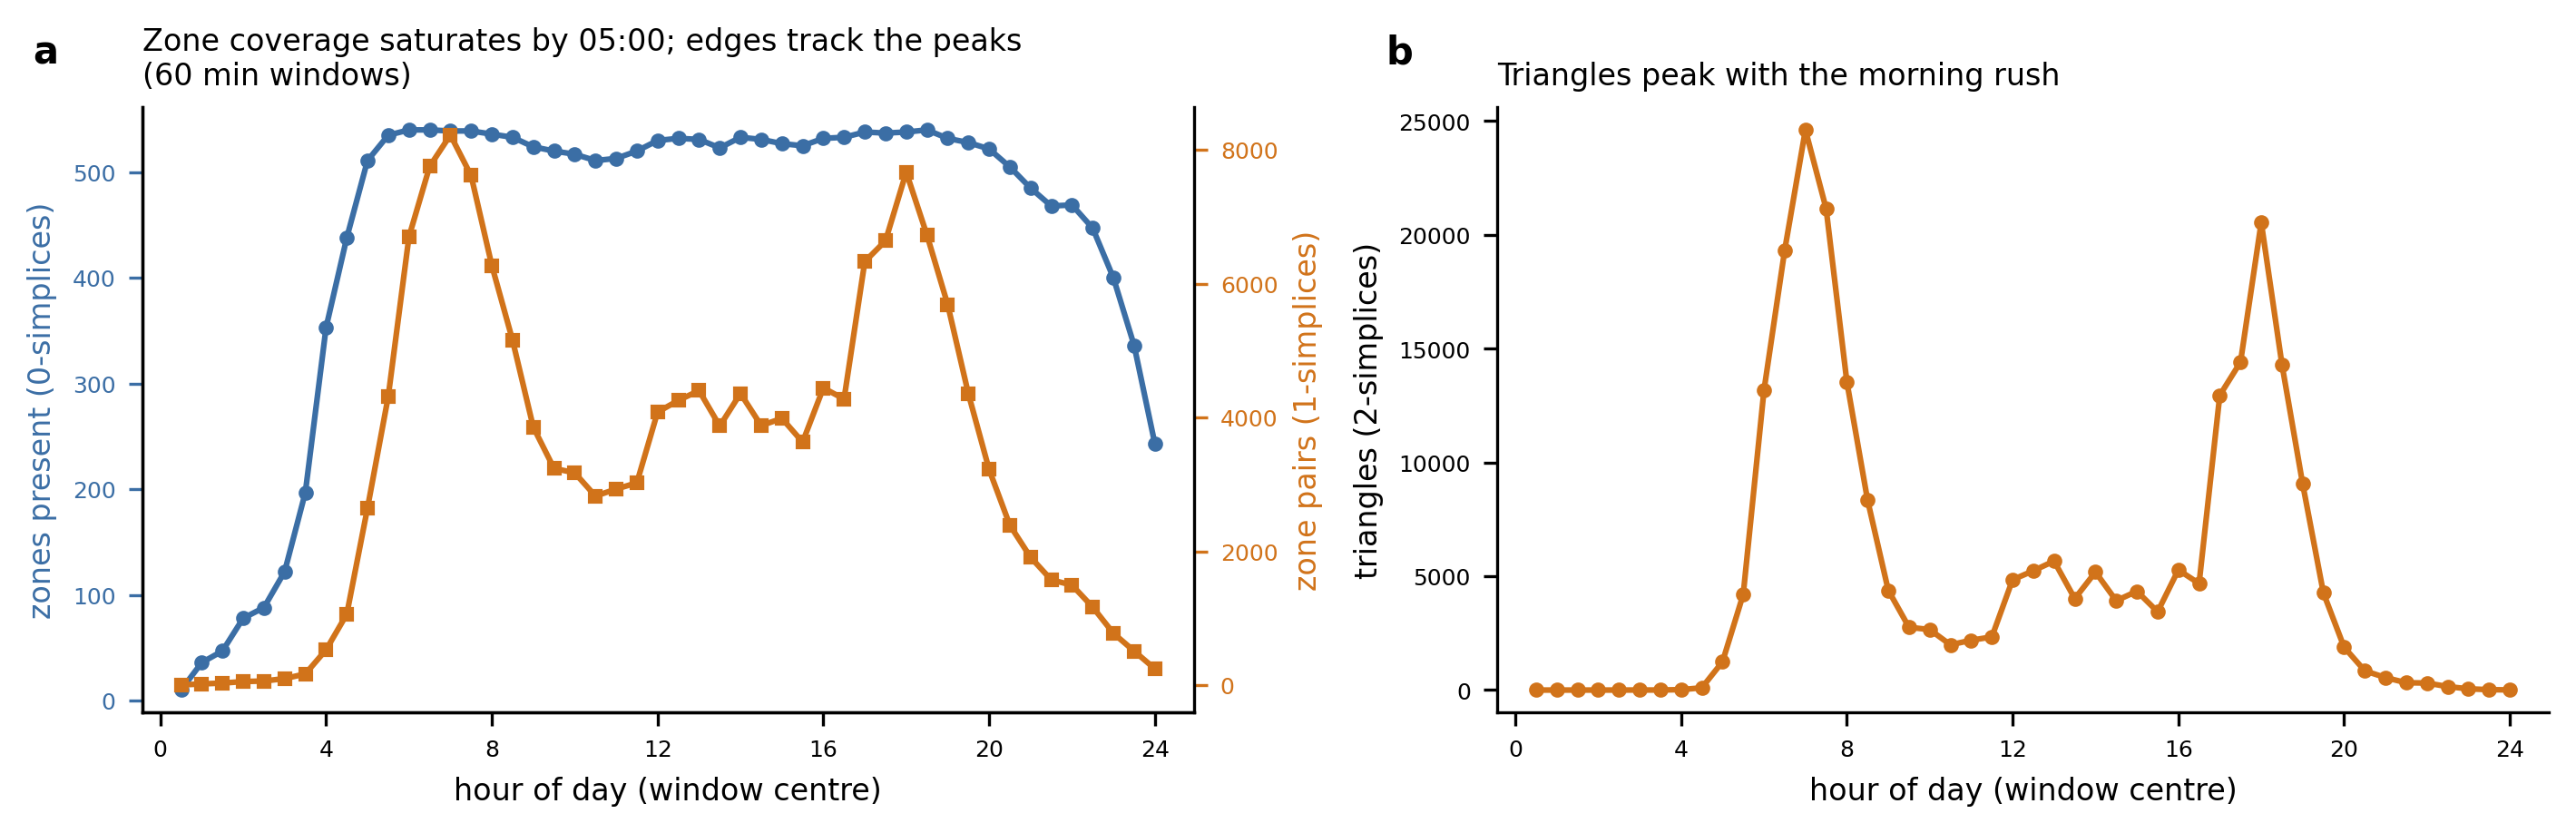 a
Zone coverage saturates by 05:00; edges track the peaks
(60 min windows)
zones present (0-simplices)
500
400
300
200
100
0
8000
6000
4000
2000
0
zone pairs (1-simplices)
0 4 8 12 16 20 24
hour of day (window centre)
b
Triangles peak with the morning rush
triangles (2-simplices)
25000
20000
15000
10000
5000
0
0 4 8 12 16 20 24
hour of day (window centre)